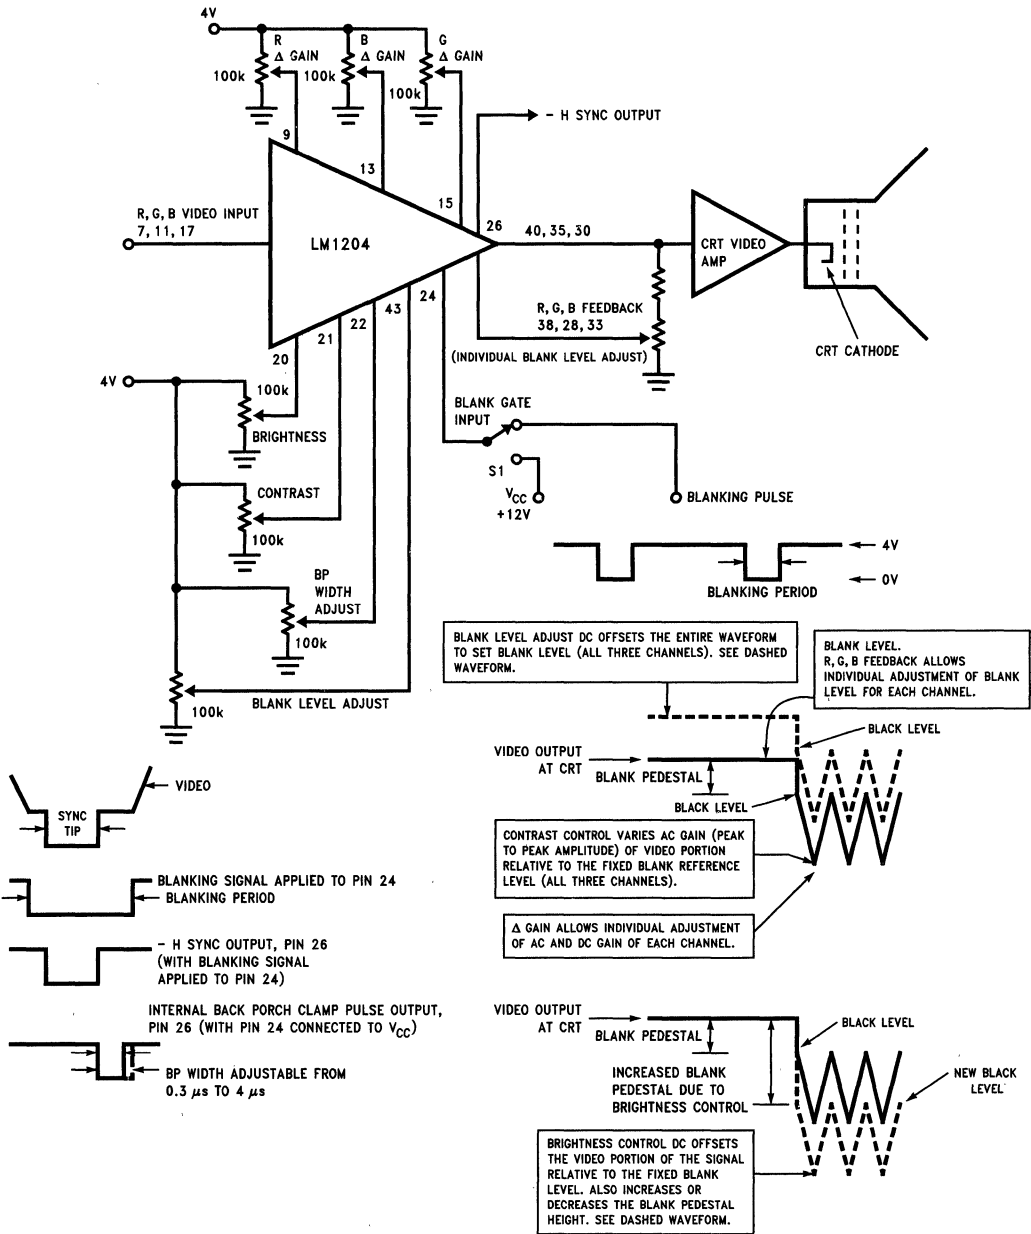 4V
R
Δ GAIN
100k
B
Δ GAIN
100k
G
Δ GAIN
100k
9
13
15
26
– H SYNC OUTPUT
R, G, B VIDEO INPUT
7, 11, 17
LM1204
40, 35, 30
CRT VIDEO
AMP
CRT CATHODE
R, G, B FEEDBACK
38, 28, 33
(INDIVIDUAL BLANK LEVEL ADJUST)
20
21
22
43
24
4V
100k
BRIGHTNESS
CONTRAST
100k
BP
WIDTH
ADJUST
100k
100k
BLANK LEVEL ADJUST
BLANK GATE
INPUT
S1
VCC
+12V
BLANKING PULSE
4V
0V
BLANKING PERIOD
BLANK LEVEL ADJUST DC OFFSETS THE ENTIRE WAVEFORM
TO SET BLANK LEVEL (ALL THREE CHANNELS). SEE DASHED
WAVEFORM.
BLANK LEVEL.
R, G, B FEEDBACK ALLOWS
INDIVIDUAL ADJUSTMENT OF BLANK
LEVEL FOR EACH CHANNEL.
BLACK LEVEL
VIDEO OUTPUT
AT CRT
BLANK PEDESTAL
BLACK LEVEL
CONTRAST CONTROL VARIES AC GAIN (PEAK
TO PEAK AMPLITUDE) OF VIDEO PORTION
RELATIVE TO THE FIXED BLANK REFERENCE
LEVEL (ALL THREE CHANNELS).
Δ GAIN ALLOWS INDIVIDUAL ADJUSTMENT
OF AC AND DC GAIN OF EACH CHANNEL.
VIDEO
SYNC
TIP
BLANKING SIGNAL APPLIED TO PIN 24
BLANKING PERIOD
– H SYNC OUTPUT, PIN 26
(WITH BLANKING SIGNAL
APPLIED TO PIN 24)
INTERNAL BACK PORCH CLAMP PULSE OUTPUT,
PIN 26 (WITH PIN 24 CONNECTED TO VCC)
BP WIDTH ADJUSTABLE FROM
0.3 μs TO 4 μs
VIDEO OUTPUT
AT CRT
BLANK PEDESTAL
BLACK LEVEL
INCREASED BLANK
PEDESTAL DUE TO
BRIGHTNESS CONTROL
NEW BLACK
LEVEL
BRIGHTNESS CONTROL DC OFFSETS
THE VIDEO PORTION OF THE SIGNAL
RELATIVE TO THE FIXED BLANK
LEVEL. ALSO INCREASES OR
DECREASES THE BLANK PEDESTAL
HEIGHT. SEE DASHED WAVEFORM.